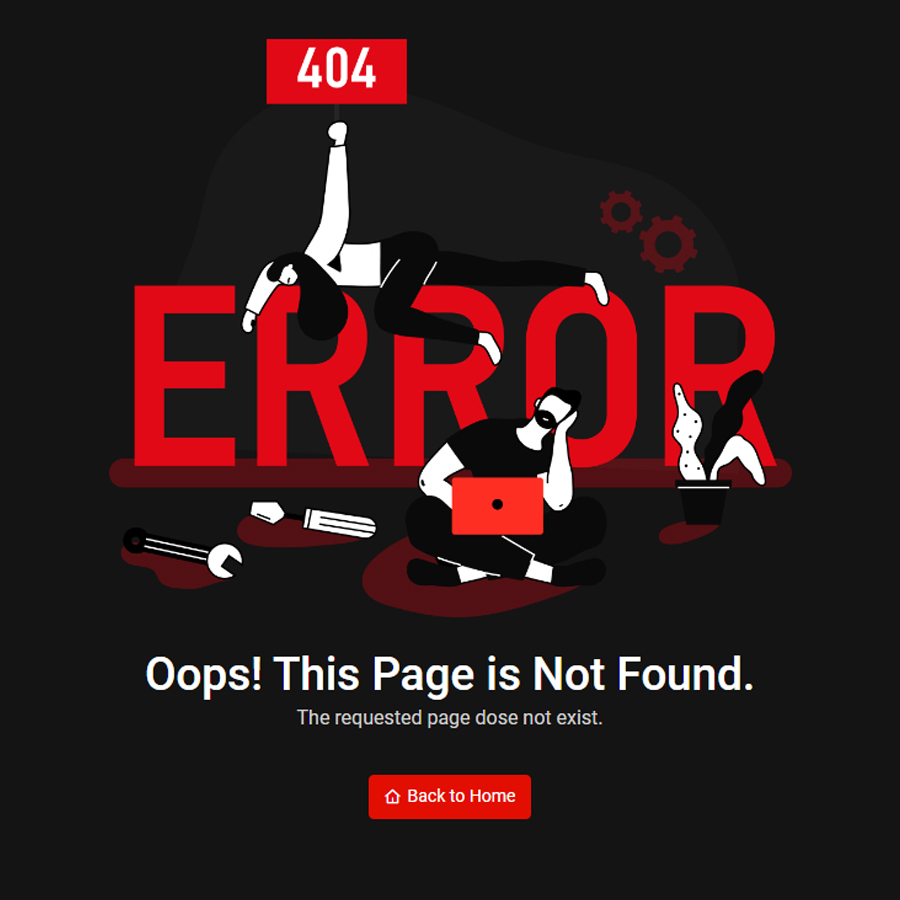 404
ERROR
Oops! This Page is Not Found.
The requested page dose not exist.
Back to Home